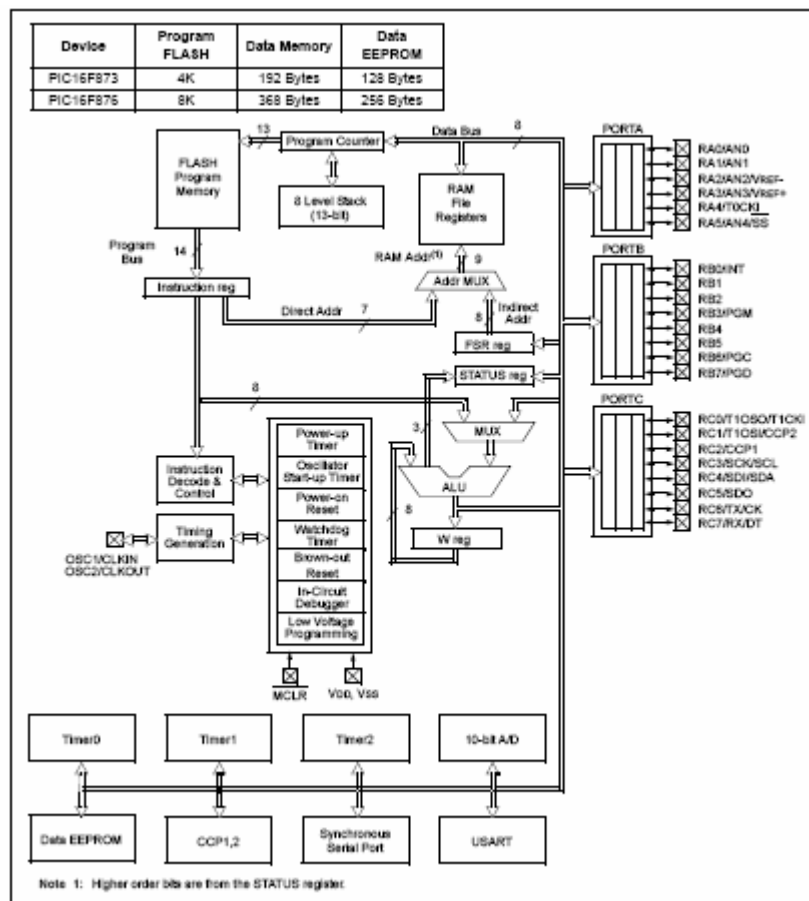 Device Program FLASH Data Memory Data EEPROM
PIC16F873 4K 192 Bytes 128 Bytes
PIC16F876 8K 368 Bytes 256 Bytes
13
Program Counter
Data Bus
8
PORTA
FLASH
Program
Memory
8 Level Stack
(13-bit)
RAM
File
Registers
RA0/AN0
RA1/AN1
RA2/AN2/VREF-
RA3/AN3/VREF+
RA4/T0CKI
RA5/AN4/SS
Program
Bus
14
RAM Addr(1)
9
PORTB
Instruction reg
Addr MUX
Direct Addr
7
8
Indirect
Addr
FSR reg
STATUS reg
RB0/INT
RB1
RB2
RB3/PGM
RB4
RB5
RB6/PGC
RB7/PGD
8
3
MUX
PORTC
Power-up
Timer
Instruction
Decode &
Control
Oscillator
Start-up Timer
ALU
Power-on
Reset
8
RC0/T1OSO/T1CKI
RC1/T1OSI/CCP2
RC2/CCP1
RC3/SCK/SCL
RC4/SDI/SDA
RC5/SDO
RC6/TX/CK
RC7/RX/DT
Timing
Generation
Watchdog
Timer
W reg
OSC1/CLKIN
OSC2/CLKOUT
Brown-out
Reset
In-Circuit
Debugger
Low Voltage
Programming
MCLR
VDD, VSS
Timer0
Timer1
Timer2
10-bit A/D
Data EEPROM
CCP1,2
Synchronous
Serial Port
USART
Note 1: Higher order bits are from the STATUS register.